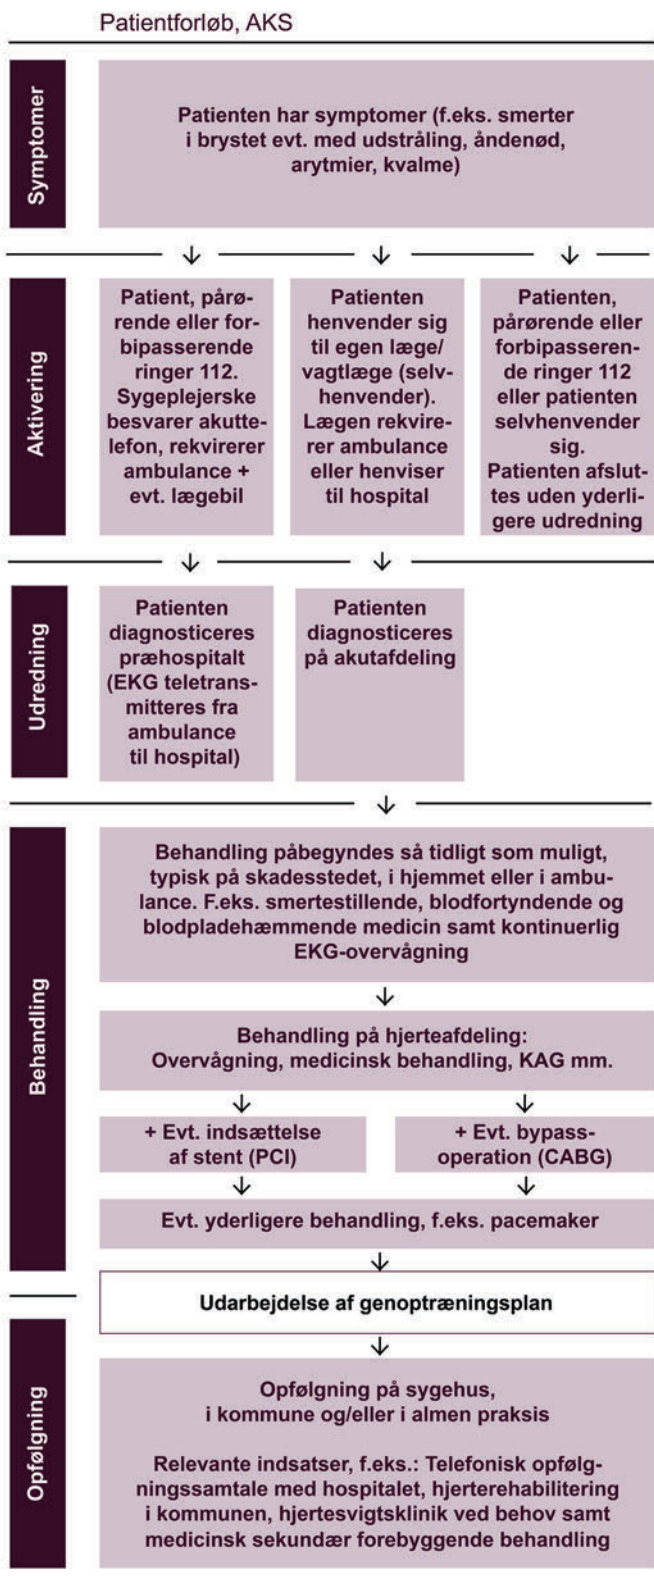 Patientforløb, AKS
Symptomer
Patienten har symptomer (f.eks. smerter
i brystet evt. med udstråling, åndenød,
arytmier, kvalme)
Aktivering
Patient, pårø-
rende eller for-
bipasserende
ringer 112.
Sygeplejerske
besvarer akutte-
lefon, rekvirerer
ambulance +
evt. lægebil
Patienten
henvender sig
til egen læge/
vagtlæge (selv-
henvender).
Lægen rekvire-
rer ambulance
eller henviser
til hospital
Patienten,
pårørende eller
forbipasseren-
de ringer 112
eller patienten
selvhenvender
sig.
Patienten afslut-
tes uden yderli-
gere udredning
Udredning
Patienten
diagnosticeres
præhospitalt
(EKG teletrans-
mitteres fra
ambulance
til hospital)
Patienten
diagnosticeres
på akutafdeling
Behandling
Behandling påbegyndes så tidligt som muligt,
typisk på skadesstedet, i hjemmet eller i ambu-
lance. F.eks. smertestillende, blodfortyndende og
blodpladehæmmende medicin samt kontinuerlig
EKG-overvågning
Behandling på hjerteafdeling:
Overvågning, medicinsk behandling, KAG mm.
+ Evt. indsættelse
af stent (PCI)
+ Evt. bypass-
operation (CABG)
Evt. yderligere behandling, f.eks. pacemaker
Udarbejdelse af genoptræningsplan
Opfølgning
Opfølgning på sygehus,
i kommune og/eller i almen praksis
Relevante indsatser, f.eks.: Telefonisk opfølg-
ningssamtale med hospitalet, hjerterehabilitering
i kommunen, hjertesvigtsklinik ved behov samt
medicinsk sekundær forebyggende behandling